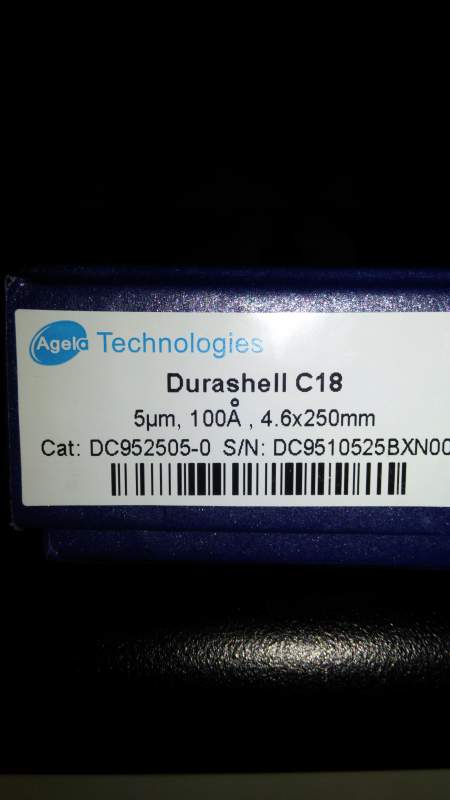 Agela Technologies
Durashell C18
5µm, 100Å , 4.6x250mm
Cat: DC952505-0 S/N: DC9510525BXN00